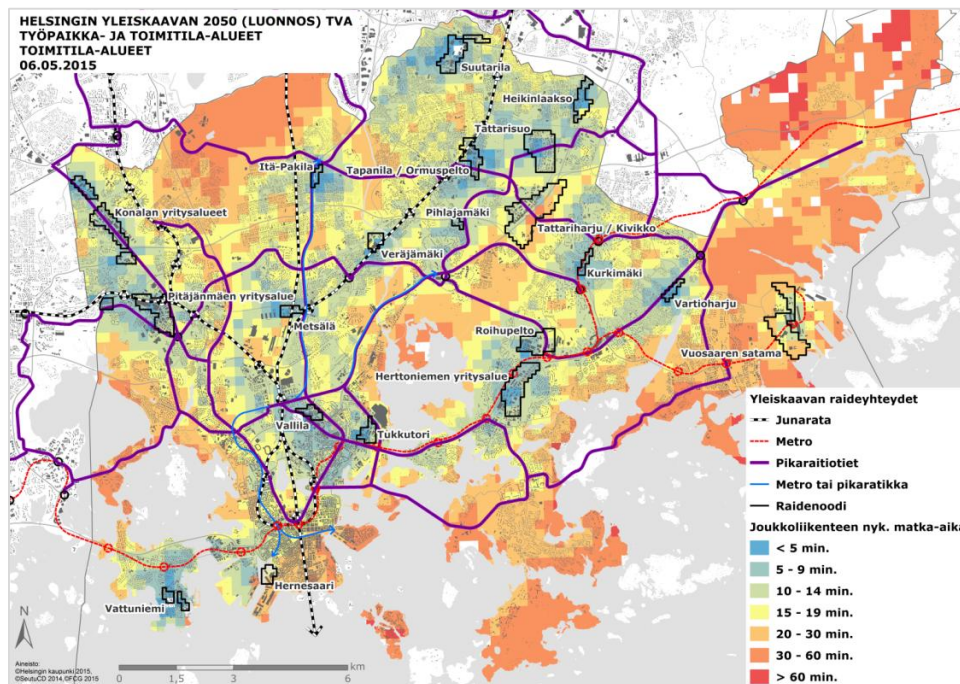 HELSINGIN YLEISKAAVAN 2050 (LUONNOS) TVA
TYÖPAIKKA- JA TOIMITILA-ALUEET
TOIMITILA-ALUEET
06.05.2015
Suutarila
Heikinlaakso
Tattarisuo
Itä-Pakila
Tapanila / Ormuspelto
Konalan yritysalueet
Pihlajamäki
Tattariharju / Kivikko
Veräjämäki
Kurkimäki
Pitäjänmäen yritysalue
Vartioharju
Metsälä
Roihupelto
Vuosaaren satama
Herttoniemen yritysalue
Vallila
Tukkutori
Hernesaari
Vattuniemi
Yleiskaavan raideyhteydet
Junarata
Metro
Pikaraitiotiet
Metro tai pikaratikka
Raidenoodi
Joukkoliikenteen nyk. matka-aika
< 5 min.
5 - 9 min.
10 - 14 min.
15 - 19 min.
20 - 30 min.
30 - 60 min.
> 60 min.
N
Aineisto:
©Helsingin kaupunki 2015,
©SeutuCD 2014, ©FCG 2015
km
0 1,5 3 6